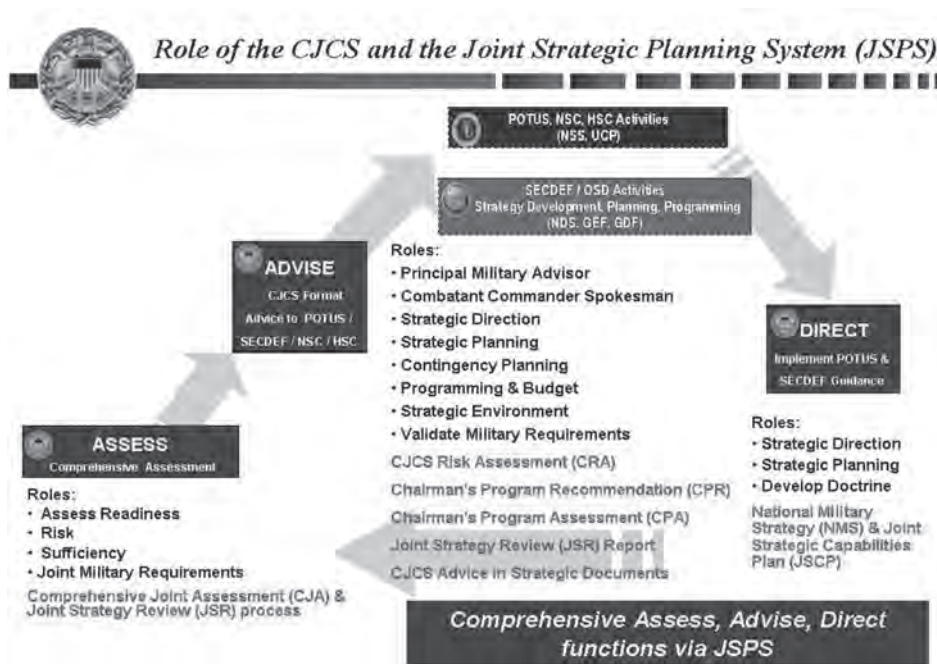 Role of the CJCS and the Joint Strategic Planning System (JSPS)
POTUS, NSC, HSC Activities
(NSS, UCP)
SECDEF / OSD Activities
Strategy Development, Planning, Programming
(NDS, GEF, GDF)
ADVISE
CJCS Formal
Advice to POTUS /
SECDEF / NSC / HSC
Roles:
• Principal Military Advisor
• Combatant Commander Spokesman
• Strategic Direction
• Strategic Planning
• Contingency Planning
• Programming & Budget
• Strategic Environment
• Validate Military Requirements
CJCS Risk Assessment (CRA)
Chairman's Program Recommendation (CPR)
Chairman's Program Assessment (CPA)
Joint Strategy Review (JSR) Report
CJCS Advice in Strategic Documents
DIRECT
Implement POTUS &
SECDEF Guidance
Roles:
• Strategic Direction
• Strategic Planning
• Develop Doctrine
National Military
Strategy (NMS) & Joint
Strategic Capabilities
Plan (JSCP)
ASSESS
Comprehensive Assessment
Roles:
• Assess Readiness
• Risk
• Sufficiency
• Joint Military Requirements
Comprehensive Joint Assessment (CJA) &
Joint Strategy Review (JSR) process
Comprehensive Assess, Advise, Direct
functions via JSPS